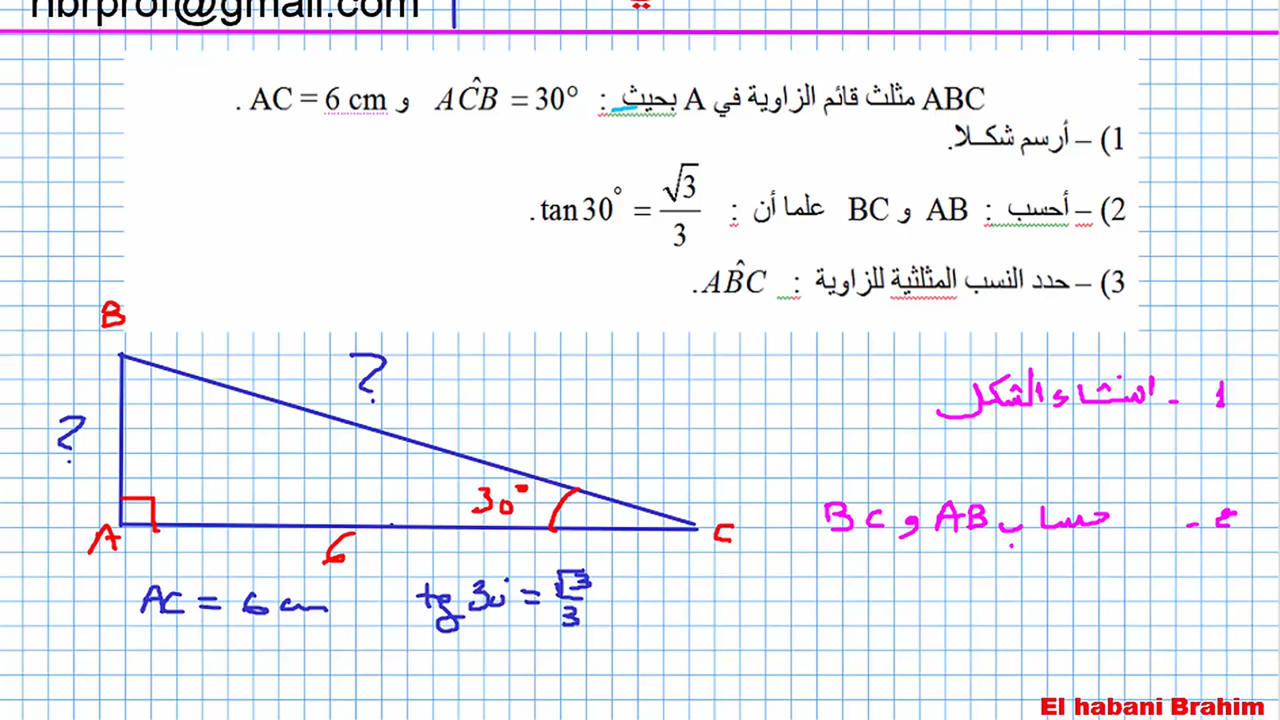 hbrprof@gmail.com
ABC مثلث قائم الزاوية في A بحيث : ACB = 30° و AC = 6 cm .
1) – أرسم شكـلا.
2) – أحسب : AB و BC علما أن : tan 30° = √3/3 .
3) – حدد النسب المثلثية للزاوية : ABC .
B
?
?
30°
A
C
6
AC = 6 cm
tg 30° = √3/3
1 - انشاء الشكل
2 - حساب AB و BC
El habani Brahim